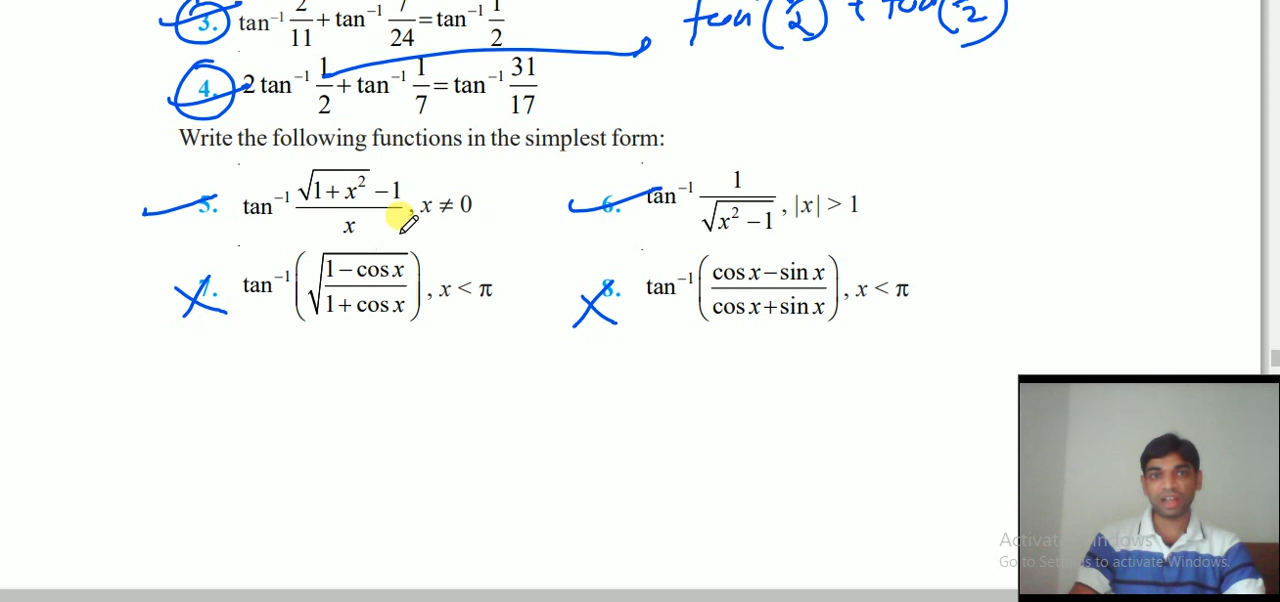 3. tan⁻¹ 2/11 + tan⁻¹ 7/24 = tan⁻¹ 1/2
4. 2 tan⁻¹ 1/2 + tan⁻¹ 1/7 = tan⁻¹ 31/17
Write the following functions in the simplest form:
5. tan⁻¹ (√(1+x²) −1)/x, x ≠ 0
6. tan⁻¹ 1/√(x² −1), |x| > 1
7. tan⁻¹ (√((1−cos x)/(1+cos x))), x < π
8. tan⁻¹ ((cos x−sin x)/(cos x+sin x)), x < π
Activate Windows
Go to Settings to activate Windows.